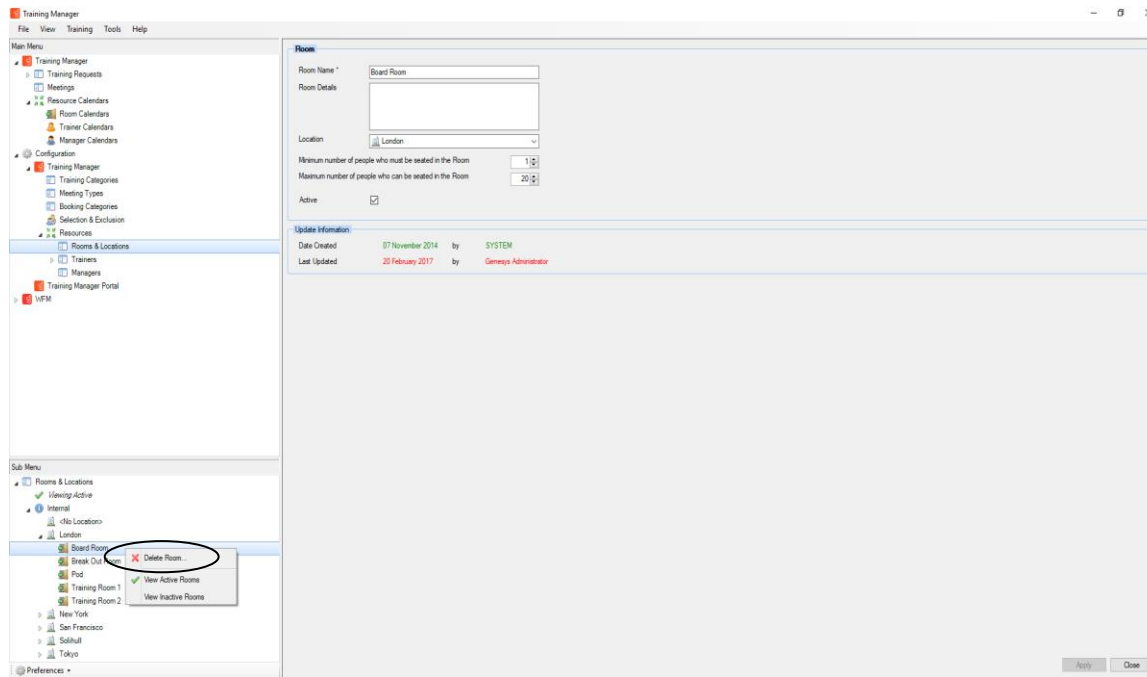 Training Manager
File View Training Tools Help
Main Menu
Training Manager
Training Requests
Meetings
Resource Calendars
Room Calendars
Trainer Calendars
Manager Calendars
Configuration
Training Manager
Training Categories
Meeting Types
Booking Categories
Selection & Exclusion
Resources
Rooms & Locations
Trainers
Managers
Training Manager Portal
WFM
Sub Menu
Rooms & Locations
Viewing Active
Internal
<No Location>
London
Board Room
Break Out Room
Pod
Training Room 1
Training Room 2
New York
San Francisco
Solihull
Tokyo
Preferences
Delete Room...
View Active Rooms
View Inactive Rooms
Room
Room Name * Board Room
Room Details
Location London
Minimum number of people who must be seated in the Room 1
Maximum number of people who can be seated in the Room 20
Active
Update Information
Date Created 07 November 2014 by SYSTEM
Last Updated 20 February 2017 by Genesys Administrator
Apply Close